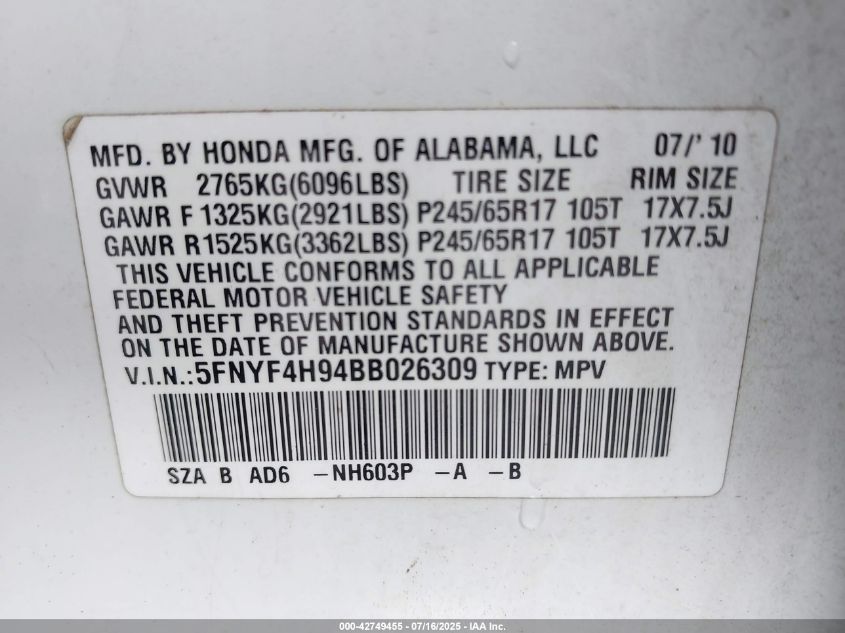 MFD. BY HONDA MFG. OF ALABAMA, LLC 07/' 10
GVWR 2765KG(6096LBS) TIRE SIZE RIM SIZE
GAWR F 1325KG(2921LBS) P245/65R17 105T 17X7.5J
GAWR R1525KG(3362LBS) P245/65R17 105T 17X7.5J
THIS VEHICLE CONFORMS TO ALL APPLICABLE
FEDERAL MOTOR VEHICLE SAFETY
AND THEFT PREVENTION STANDARDS IN EFFECT
ON THE DATE OF MANUFACTURE SHOWN ABOVE.
V.I.N.:5FNYF4H94BB026309 TYPE: MPV
SZA B AD6 -NH603P -A -B
000-42749455 - 07/16/2025 - IAA Inc.